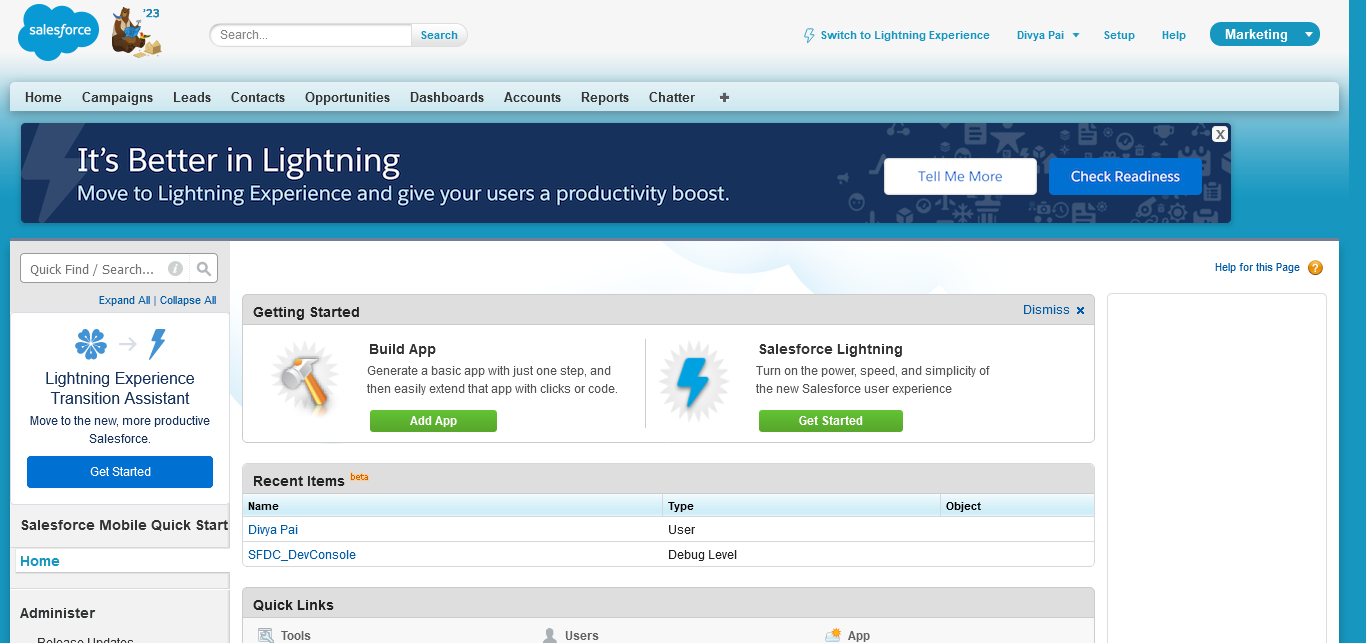 salesforce
'23
Search...
Search
Switch to Lightning Experience
Divya Pai
Setup
Help
Marketing
Home Campaigns Leads Contacts Opportunities Dashboards Accounts Reports Chatter +
It's Better in Lightning
Move to Lightning Experience and give your users a productivity boost.
Tell Me More
Check Readiness
X
Quick Find / Search...
i
Expand All | Collapse All
Lightning Experience
Transition Assistant
Move to the new, more productive
Salesforce.
Get Started
Salesforce Mobile Quick Start
Home
Administer
Release Updates
Help for this Page ?
Getting Started
Dismiss x
Build App
Generate a basic app with just one step, and
then easily extend that app with clicks or code.
Add App
Salesforce Lightning
Turn on the power, speed, and simplicity of
the new Salesforce user experience
Get Started
Recent Items beta
Name Type Object
Divya Pai User
SFDC_DevConsole Debug Level
Quick Links
Tools Users App